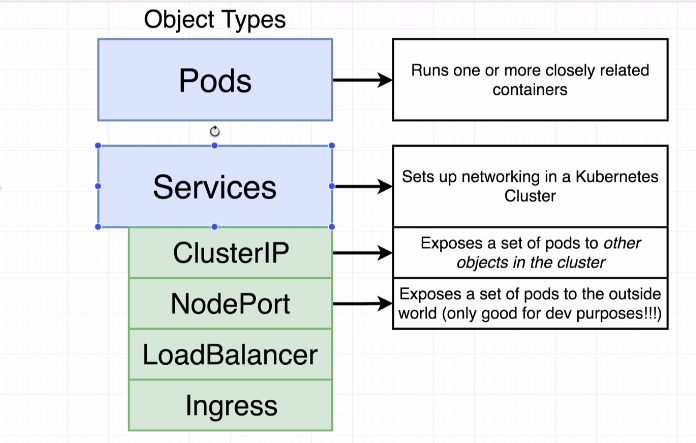 Object Types
Pods
Runs one or more closely related
containers
Services
Sets up networking in a Kubernetes
Cluster
ClusterIP
Exposes a set of pods to other
objects in the cluster
NodePort
Exposes a set of pods to the outside
world (only good for dev purposes!!!)
LoadBalancer
Ingress